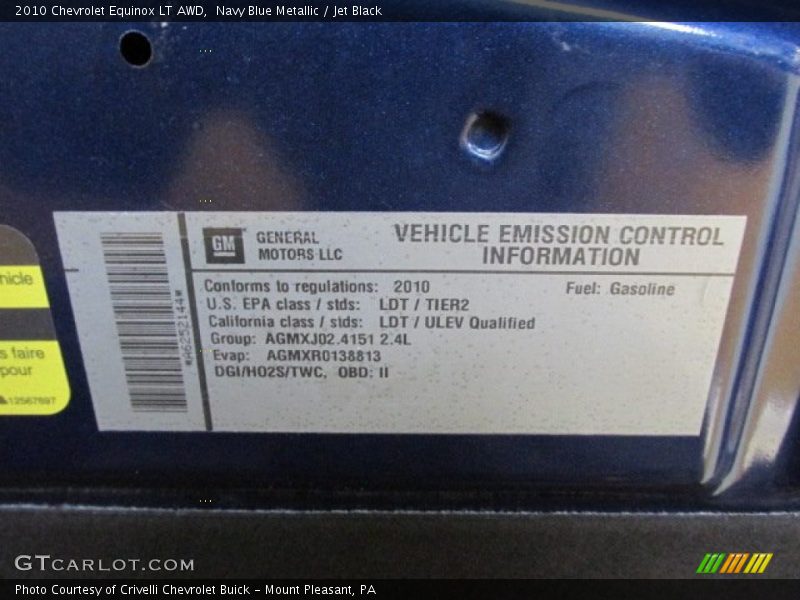 2010 Chevrolet Equinox LT AWD, Navy Blue Metallic / Jet Black
GM
GENERAL
MOTORS LLC
VEHICLE EMISSION CONTROL
INFORMATION
Conforms to regulations: 2010
Fuel: Gasoline
U.S. EPA class / stds: LDT / TIER2
California class / stds: LDT / ULEV Qualified
Group: AGMXJ02.4151 2.4L
Evap: AGMXR0138813
DGI/HO2S/TWC, OBD: II
*A6252144*
hicle
s faire
pour
12567697
GTCARLOT.COM
Photo Courtesy of Crivelli Chevrolet Buick – Mount Pleasant, PA